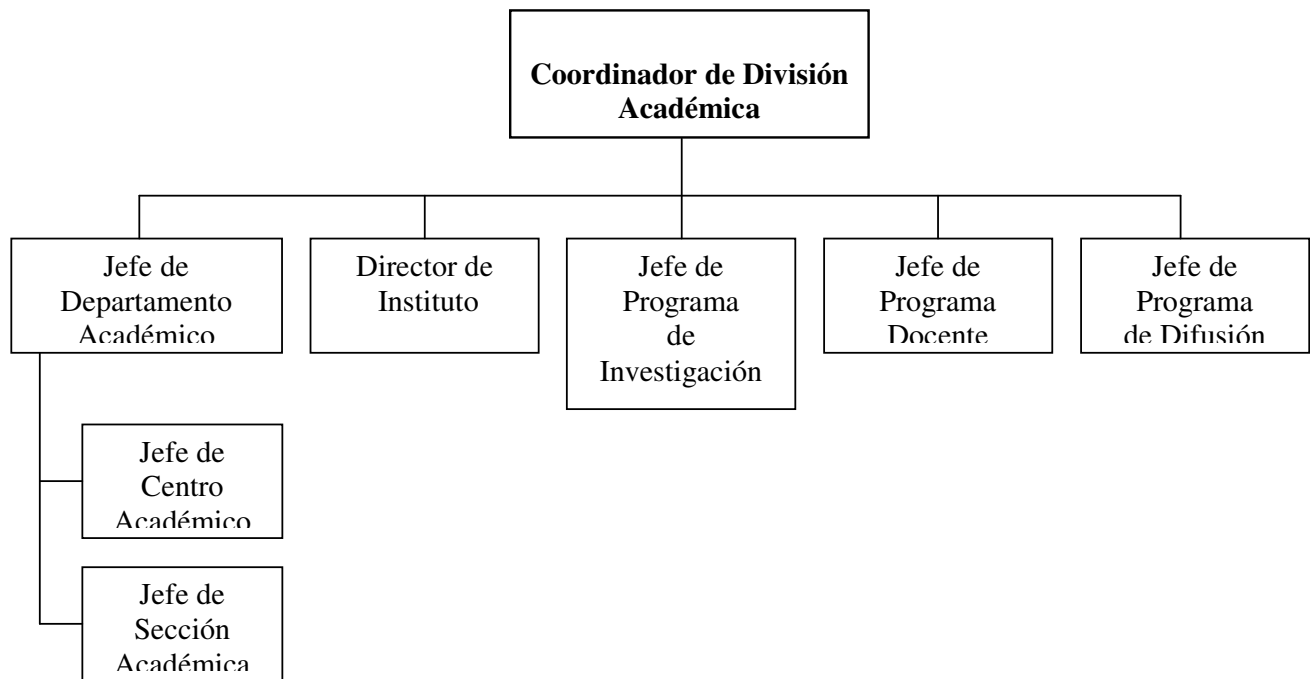 Coordinador de División
Académica
Jefe de
Departamento
Académico
Director de
Instituto
Jefe de
Programa
de
Investigación
Jefe de
Programa
Docente
Jefe de
Programa
de Difusión
Jefe de
Centro
Académico
Jefe de
Sección
Académica